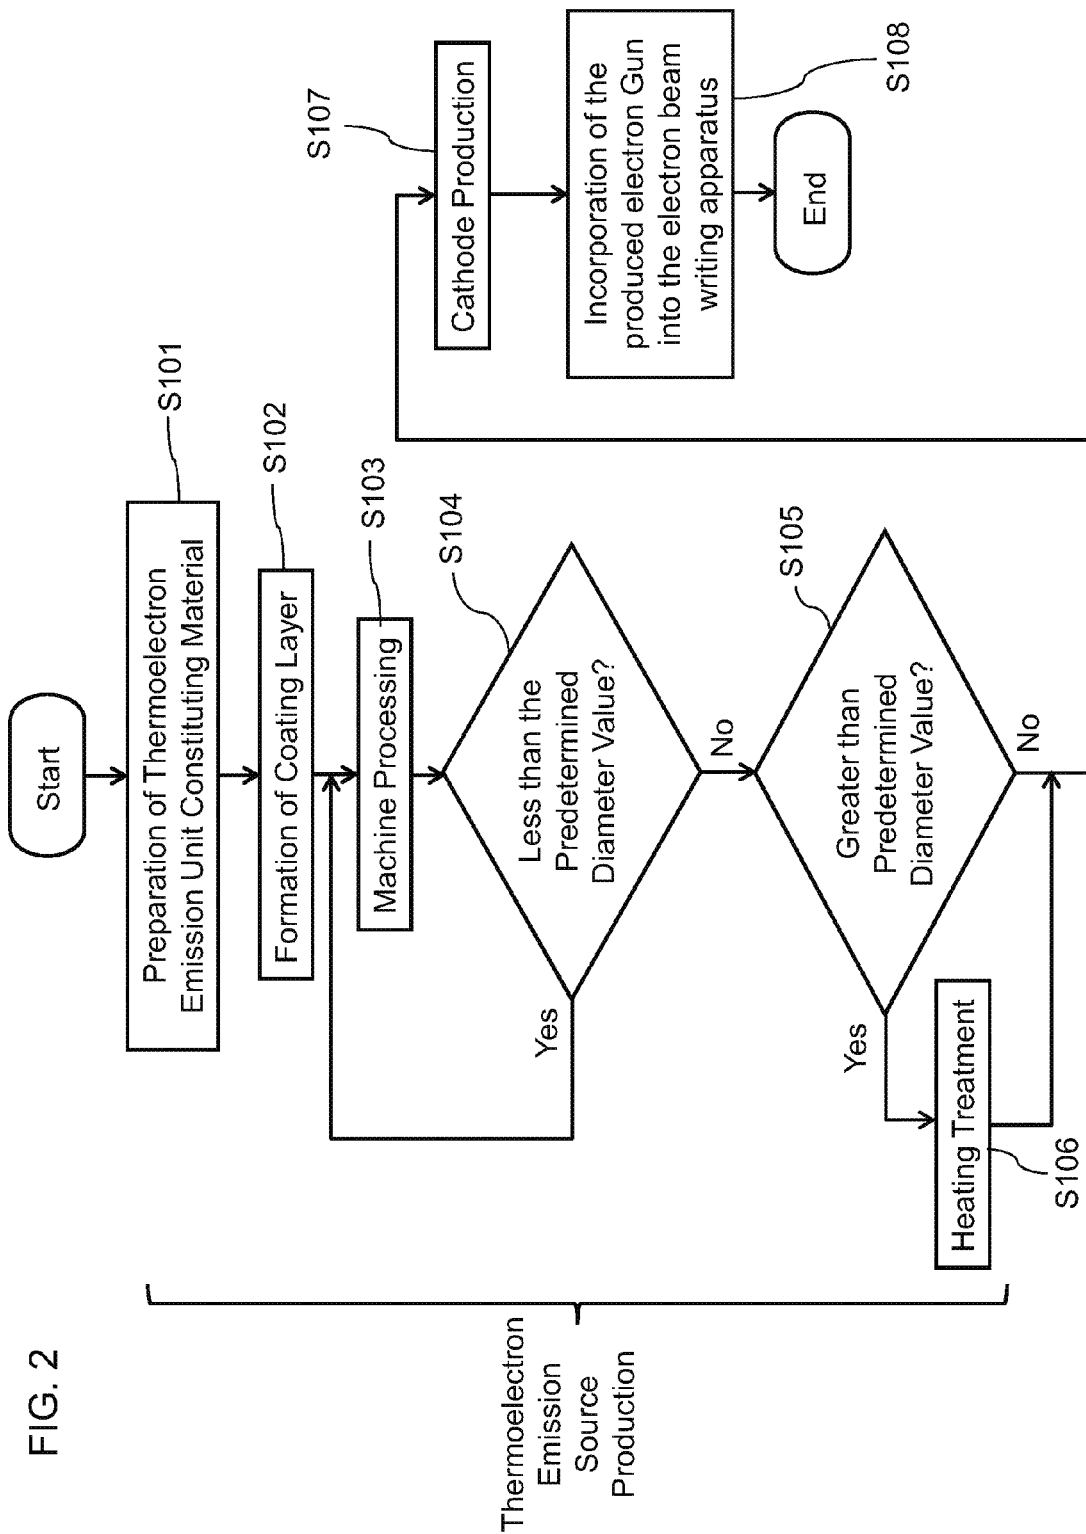 FIG. 2
Start
Preparation of Thermoelectron
Emission Unit Constituting Material
S101
Formation of Coating Layer
S102
Machine Processing
S103
Less than the
Predetermined
Diameter Value?
S104
Yes
No
Greater than
Predetermined
Diameter Value?
S105
Yes
No
Heating Treatment
S106
Thermoelectron
Emission
Source
Production
S107
Cathode Production
Incorporation of the
produced electron Gun
into the electron beam
writing apparatus
S108
End